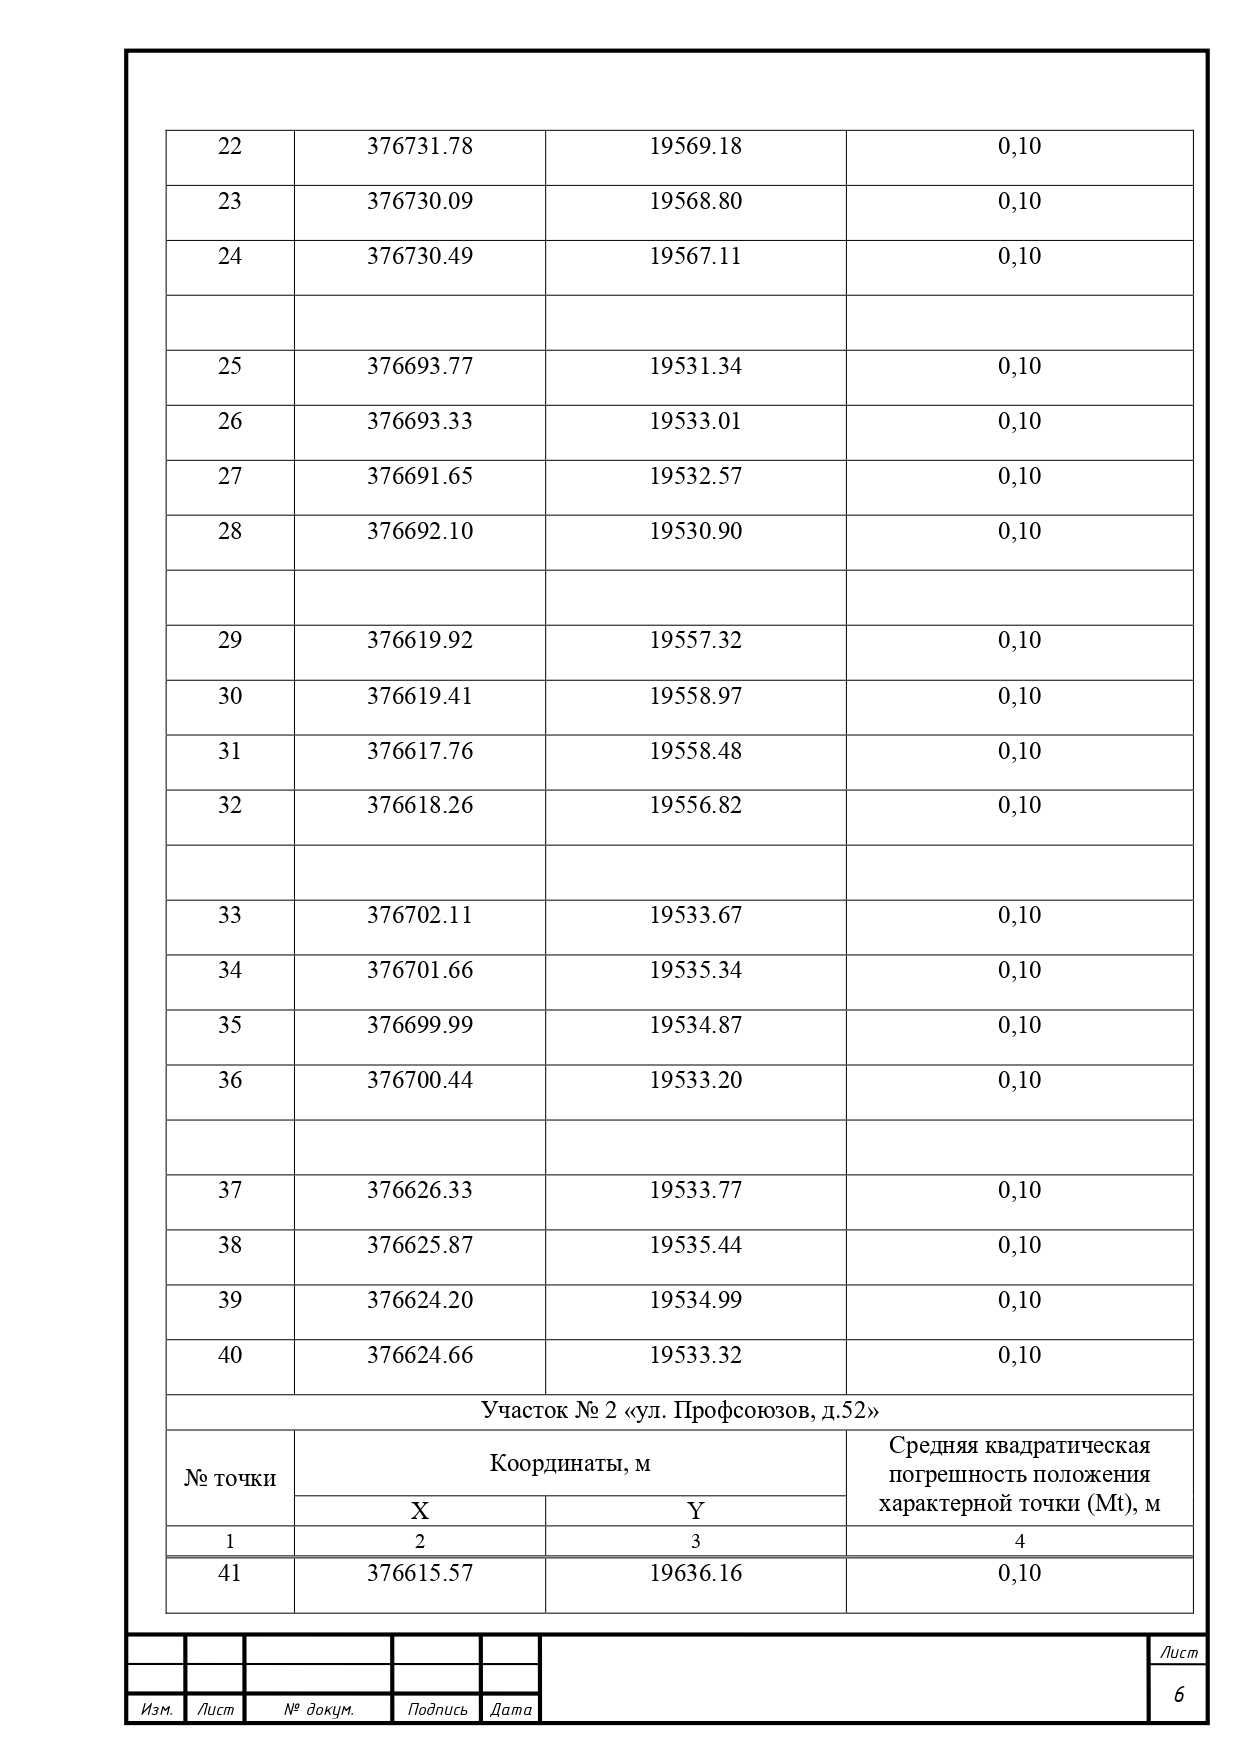 22 376731.78 19569.18 0,10
23 376730.09 19568.80 0,10
24 376730.49 19567.11 0,10
25 376693.77 19531.34 0,10
26 376693.33 19533.01 0,10
27 376691.65 19532.57 0,10
28 376692.10 19530.90 0,10
29 376619.92 19557.32 0,10
30 376619.41 19558.97 0,10
31 376617.76 19558.48 0,10
32 376618.26 19556.82 0,10
33 376702.11 19533.67 0,10
34 376701.66 19535.34 0,10
35 376699.99 19534.87 0,10
36 376700.44 19533.20 0,10
37 376626.33 19533.77 0,10
38 376625.87 19535.44 0,10
39 376624.20 19534.99 0,10
40 376624.66 19533.32 0,10
Участок № 2 «ул. Профсоюзов, д.52»
№ точки
Координаты, м
Средняя квадратическая
погрешность положения
характерной точки (Mt), м
X Y
1 2 3 4
41 376615.57 19636.16 0,10
Лист
6
Изм. Лист № докум. Подпись Дата